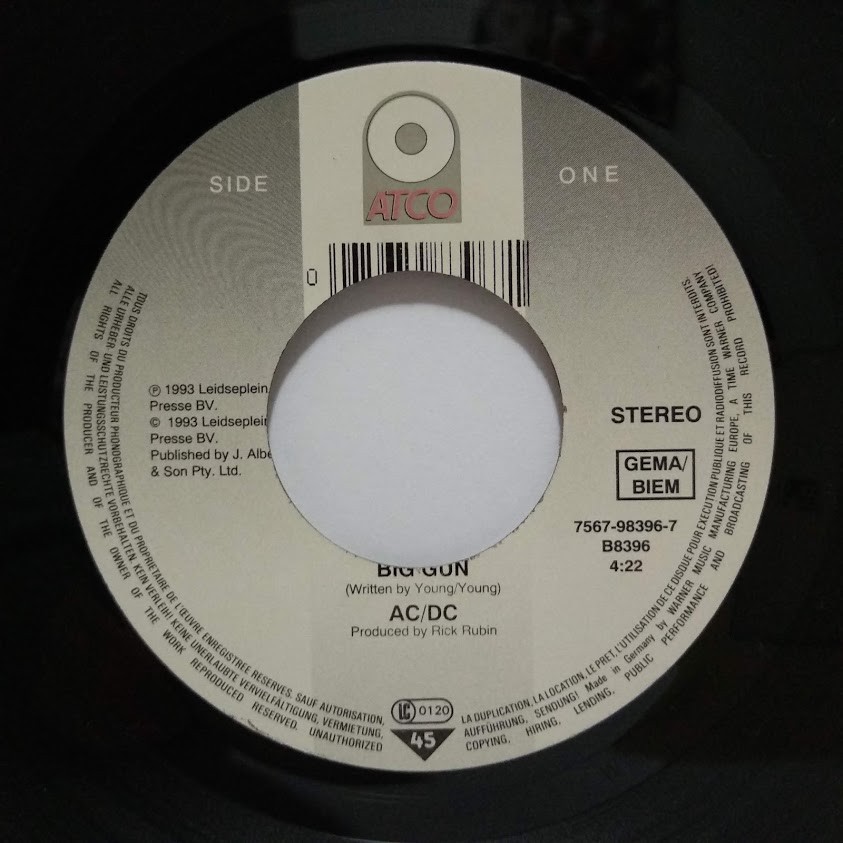 SIDE
ONE
ATCO
0
℗ 1993 Leidseplein
Presse BV.
© 1993 Leidseplein
Presse BV.
Published by J. Albe
& Son Pty. Ltd.
STEREO
GEMA/
BIEM
7567-98396-7
B8396
4:22
BIG GUN
(Written by Young/Young)
AC/DC
Produced by Rick Rubin
LC 0120
45
TOUS DROITS DU PRODUCTEUR PHONOGRAPHIQUE ET DU PROPRIETAIRE DE L'ŒUVRE ENREGISTREE RESERVES. SAUF AUTORISATION, LA DUPLICATION, LA LOCATION, LE PRET, L'UTILISATION DE CE DISQUE POUR EXECUTION PUBLIQUE ET RADIODIFFUSION SONT INTERDITS.
ALLE URHEBER UND LEISTUNGSSCHUTZRECHTE VORBEHALTEN. KEIN VERLEIH! KEINE UNERLAUBTE VERVIELFÄLTIGUNG, VERMIETUNG, AUFFÜHRUNG, SENDUNG! Made in Germany by WARNER MUSIC MANUFACTURING EUROPE, A TIME WARNER COMPANY.
ALL RIGHTS OF THE PRODUCER AND OF THE OWNER OF THE WORK REPRODUCED RESERVED. UNAUTHORIZED COPYING, HIRING, LENDING, PUBLIC PERFORMANCE AND BROADCASTING OF THIS RECORD PROHIBITED!